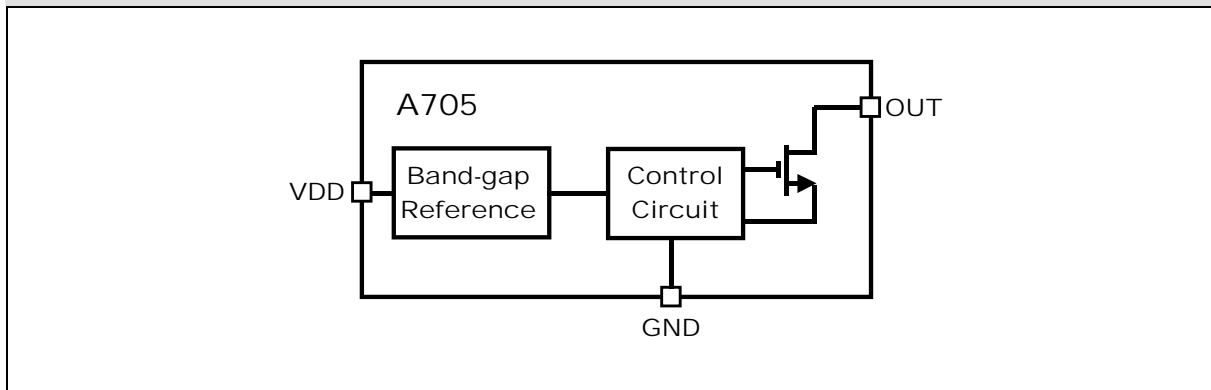 A705
OUT
VDD
Band-gap
Reference
Control
Circuit
GND